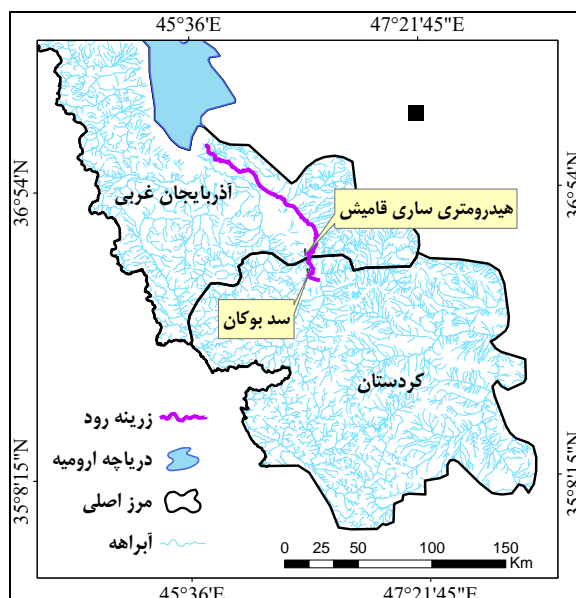 45°36'E
47°21'45"E
36°54'N
36°54'N
آذربایجان غربی
هیدرومتری ساری قامیش
سد بوکان
کردستان
زرینه رود
دریاچه ارومیه
مرز اصلی
آبراهه
35°8'15"N
35°8'15"N
0 25 50 100 150
Km
45°36'E
47°21'45"E